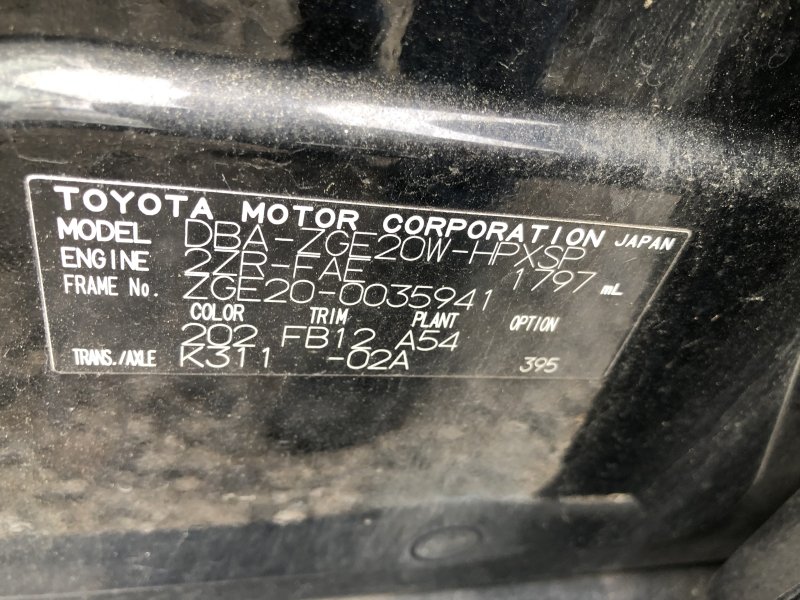 TOYOTA MOTOR CORPORATION JAPAN
MODEL DBA-ZGE20W-HPXSP
ENGINE 2ZR-FAE 1797 mL
FRAME No. ZGE20-0035941
COLOR TRIM PLANT OPTION
202 FB12 A54
TRANS./AXLE K311 -02A 395